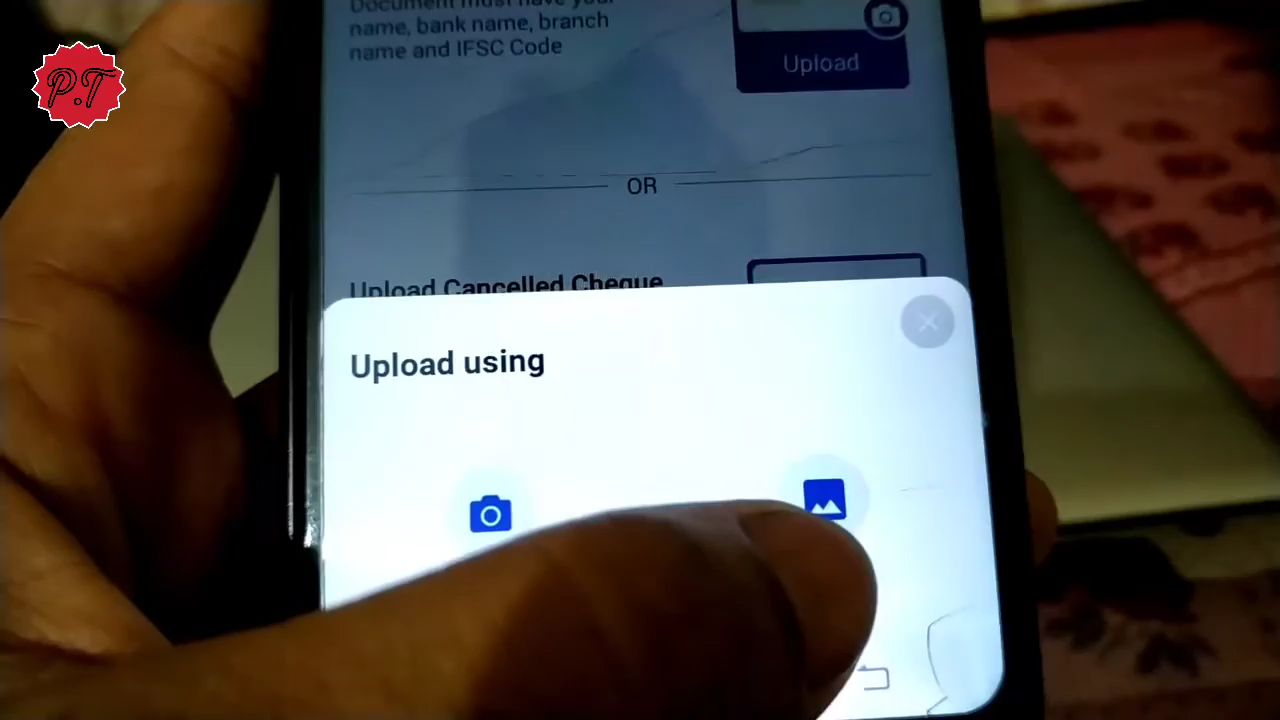 P.T
Document must have your
name, bank name, branch
name and IFSC Code
Upload
OR
Upload Cancelled Cheque
Upload using